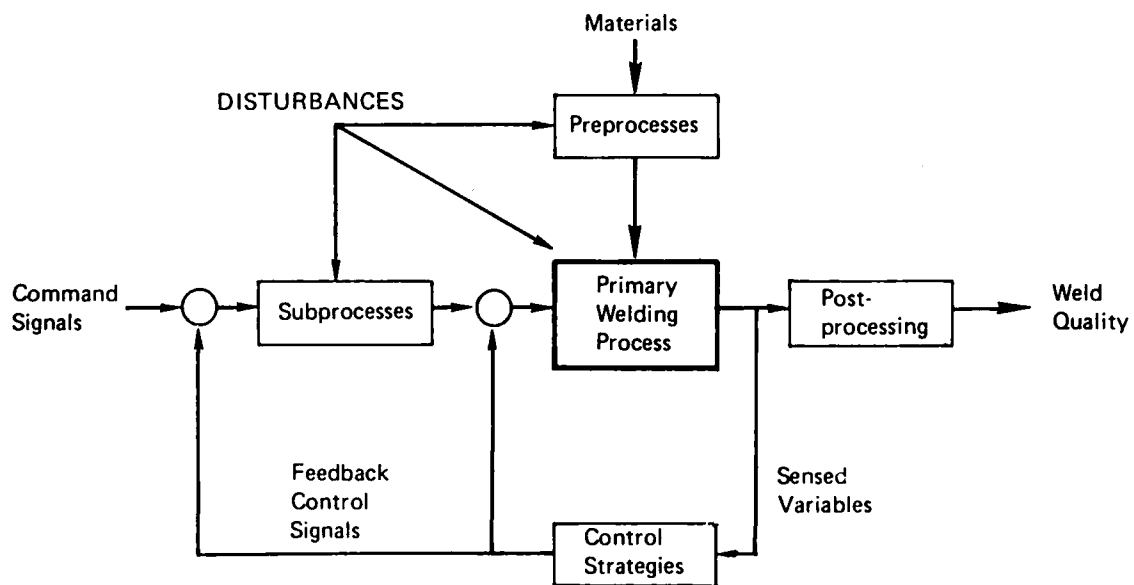 Materials
DISTURBANCES
Preprocesses
Command
Signals
Subprocesses
Primary
Welding
Process
Post-
processing
Weld
Quality
Feedback
Control
Signals
Sensed
Variables
Control
Strategies